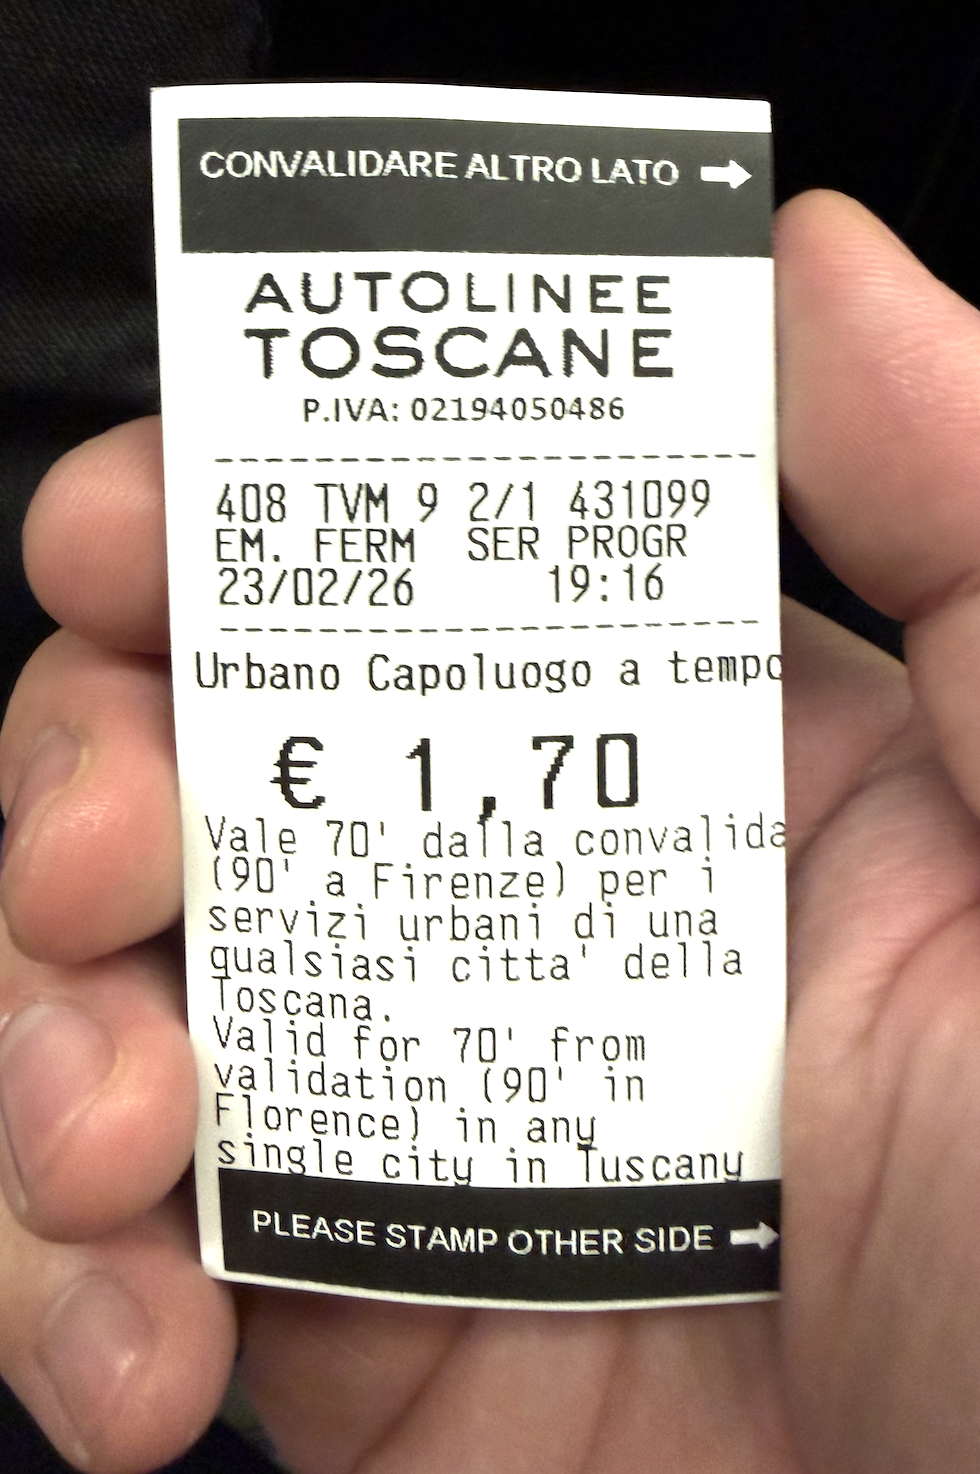 CONVALIDARE ALTRO LATO
AUTOLINEE
TOSCANE
P.IVA: 02194050486
408 TVM 9 2/1 431099
EM. FERM SER PROGR
23/02/26 19:16
Urbano Capoluogo a tempo
€ 1,70
Vale 70' dalla convalida
(90' a Firenze) per i
servizi urbani di una
qualsiasi citta' della
Toscana.
Valid for 70' from
validation (90' in
Florence) in any
single city in Tuscany
PLEASE STAMP OTHER SIDE